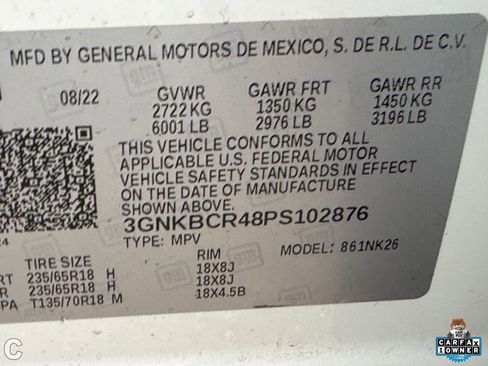 MFD BY GENERAL MOTORS DE MEXICO, S. DE R.L. DE C.V.
08/22 GVWR GAWR FRT GAWR RR
2722 KG 1350 KG 1450 KG
6001 LB 2976 LB 3196 LB
THIS VEHICLE CONFORMS TO ALL
APPLICABLE U.S. FEDERAL MOTOR
VEHICLE SAFETY STANDARDS IN EFFECT
ON THE DATE OF MANUFACTURE
SHOWN ABOVE.
3GNKBCR48PS102876
TYPE: MPV MODEL: 861NK26
TIRE SIZE RIM
RT 235/65R18 H 18X8J
R 235/65R18 H 18X8J
PA T135/70R18 M 18X4.5B
C
CARFAX
1 OWNER